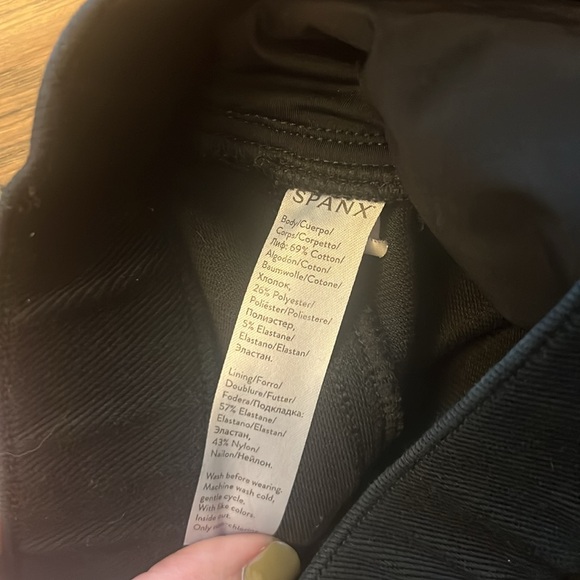 SPANX
Body/Cuerpo/
Corps/Corpetto/
Лиф: 69% Cotton/
Algodón/Coton/
Baumwolle/Cotone/
Хлопок,
26% Polyester/
Poliéster/Poliestere/
Полиэстер,
5% Elastane/
Elastano/Elastan/
Эластан.
Lining/Forro/
Doublure/Futter/
Fodera/Подкладка:
57% Elastane/
Elastano/Elastan/
Эластан,
43% Nylon/
Nailon/Нейлон.
Wash before wearing.
Machine wash cold,
gentle cycle.
With like colors.
Inside out.
Only